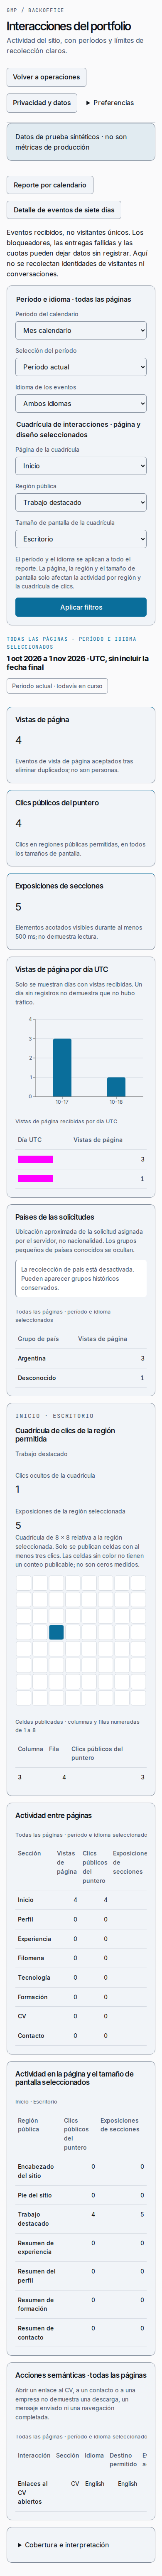 GMP / BACKOFFICE
Interacciones del portfolio
Actividad del sitio, con períodos y límites de
recolección claros.
Volver a operaciones
Privacidad y datos
▶ Preferencias
Datos de prueba sintéticos · no son
métricas de producción
Reporte por calendario
Detalle de eventos de siete días
Eventos recibidos, no visitantes únicos. Los
bloqueadores, las entregas fallidas y las
cuotas pueden dejar datos sin registrar. Aquí
no se recolectan identidades de visitantes ni
conversaciones.
Período e idioma · todas las páginas
Período del calendario
Mes calendario
Selección del período
Período actual
Idioma de los eventos
Ambos idiomas
Cuadrícula de interacciones · página y
diseño seleccionados
Página de la cuadrícula
Inicio
Región pública
Trabajo destacado
Tamaño de pantalla de la cuadrícula
Escritorio
El período y el idioma se aplican a todo el
reporte. La página, la región y el tamaño de
pantalla solo afectan la actividad por región y
la cuadrícula de clics.
Aplicar filtros
TODAS LAS PÁGINAS · PERÍODO E IDIOMA
SELECCIONADOS
1 oct 2026 a 1 nov 2026 · UTC, sin incluir la
fecha final
Período actual · todavía en curso
Vistas de página
4
Eventos de vista de página aceptados tras
eliminar duplicados; no son personas.
Clics públicos del puntero
4
Clics en regiones públicas permitidas, en todos
los tamaños de pantalla.
Exposiciones de secciones
5
Elementos acotados visibles durante al menos
500 ms; no demuestra lectura.
Vistas de página por día UTC
Solo se muestran días con vistas recibidas. Un
día sin registros no demuestra que no hubo
tráfico.
4
3
2
1
0
10-17
10-18
Vistas de página recibidas por día UTC
Día UTC
Vistas de página
3
1
Países de las solicitudes
Ubicación aproximada de la solicitud asignada
por el servidor, no nacionalidad. Los grupos
pequeños de países conocidos se ocultan.
La recolección de país está desactivada.
Pueden aparecer grupos históricos
conservados.
Todas las páginas · período e idioma
seleccionados
Grupo de país
Vistas de página
Argentina 3
Desconocido 1
INICIO · ESCRITORIO
Cuadrícula de clics de la región
permitida
Trabajo destacado
Clics ocultos de la cuadrícula
1
Exposiciones de la región seleccionada
5
Cuadrícula de 8 × 8 relativa a la región
seleccionada. Solo se publican celdas con al
menos tres clics. Las celdas sin color no tienen
un conteo publicable; no son ceros medidos.
Celdas publicadas · columnas y filas numeradas
de 1 a 8
Columna Fila Clics públicos del
puntero
3 4 3
Actividad entre páginas
Todas las páginas · período e idioma seleccionados
Sección Vistas Clics Exposiciones
de públicos de
página del secciones
puntero
Inicio 4 4
Perfil 0 0
Experiencia 0 0
Filomena 0 0
Tecnología 0 0
Formación 0 0
CV 0 0
Contacto 0 0
Actividad en la página y el tamaño de
pantalla seleccionados
Inicio · Escritorio
Región Clics Exposiciones
pública públicos de secciones
del
puntero
Encabezado 0 0
del sitio
Pie del sitio 0 0
Trabajo 4 5
destacado
Resumen de 0 0
experiencia
Resumen del 0 0
perfil
Resumen de 0 0
formación
Resumen de 0 0
contacto
Acciones semánticas · todas las páginas
Abrir un enlace al CV, a un contacto o a una
empresa no demuestra una descarga, un
mensaje enviado ni una navegación
completada.
Todas las páginas · período e idioma seleccionados
Interacción Sección Idioma Destino
permitido
Enlaces al CV English English
CV
abiertos
▶ Cobertura e interpretación